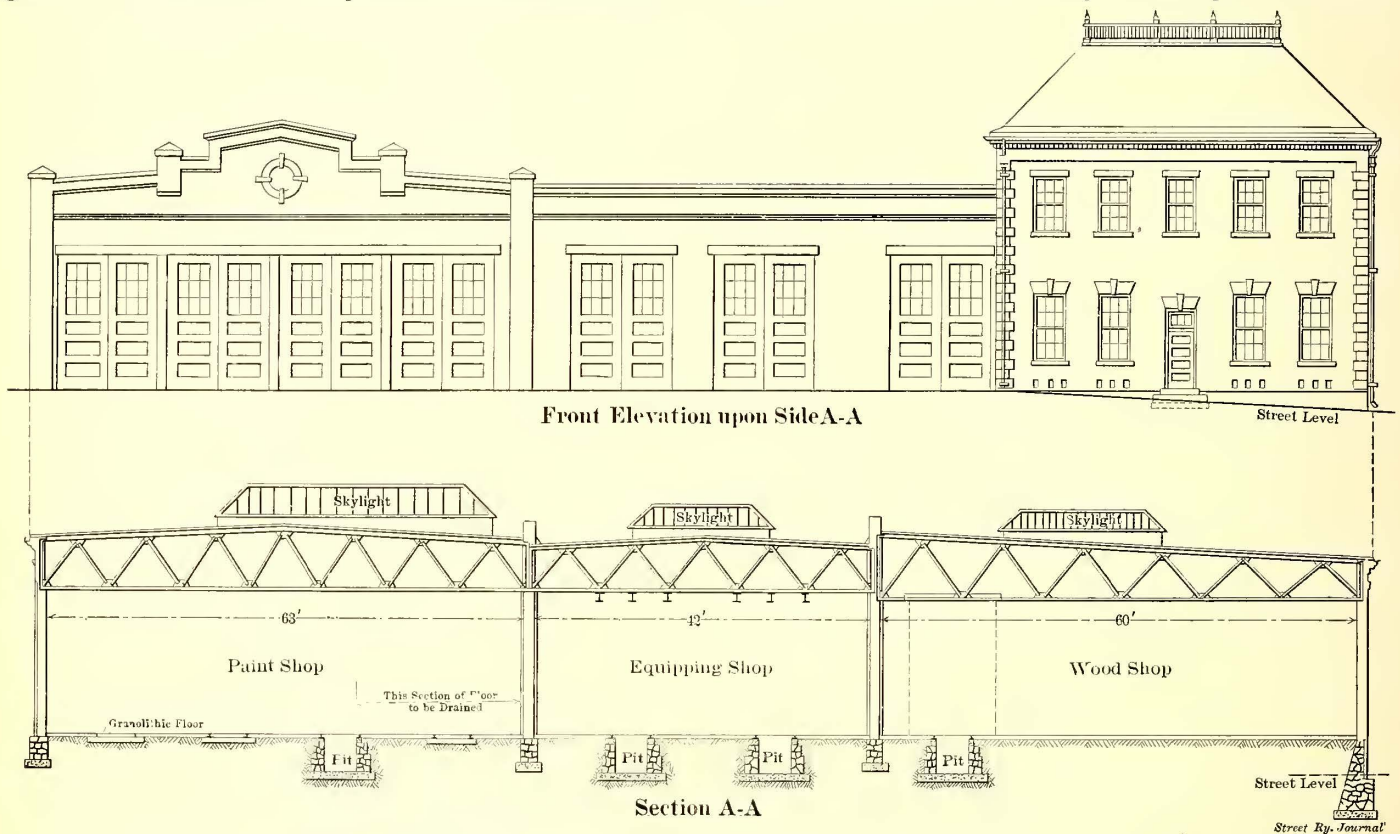 Front Elevation upon Side A-A
Street Level
Skylight
Skylight
Skylight
63'
42'
60'
Paint Shop
Equipping Shop
Wood Shop
This Section of Floor
to be Drained
Granolithic Floor
Pit
Pit
Pit
Pit
Street Level
Section A-A
Street Ry. Journal